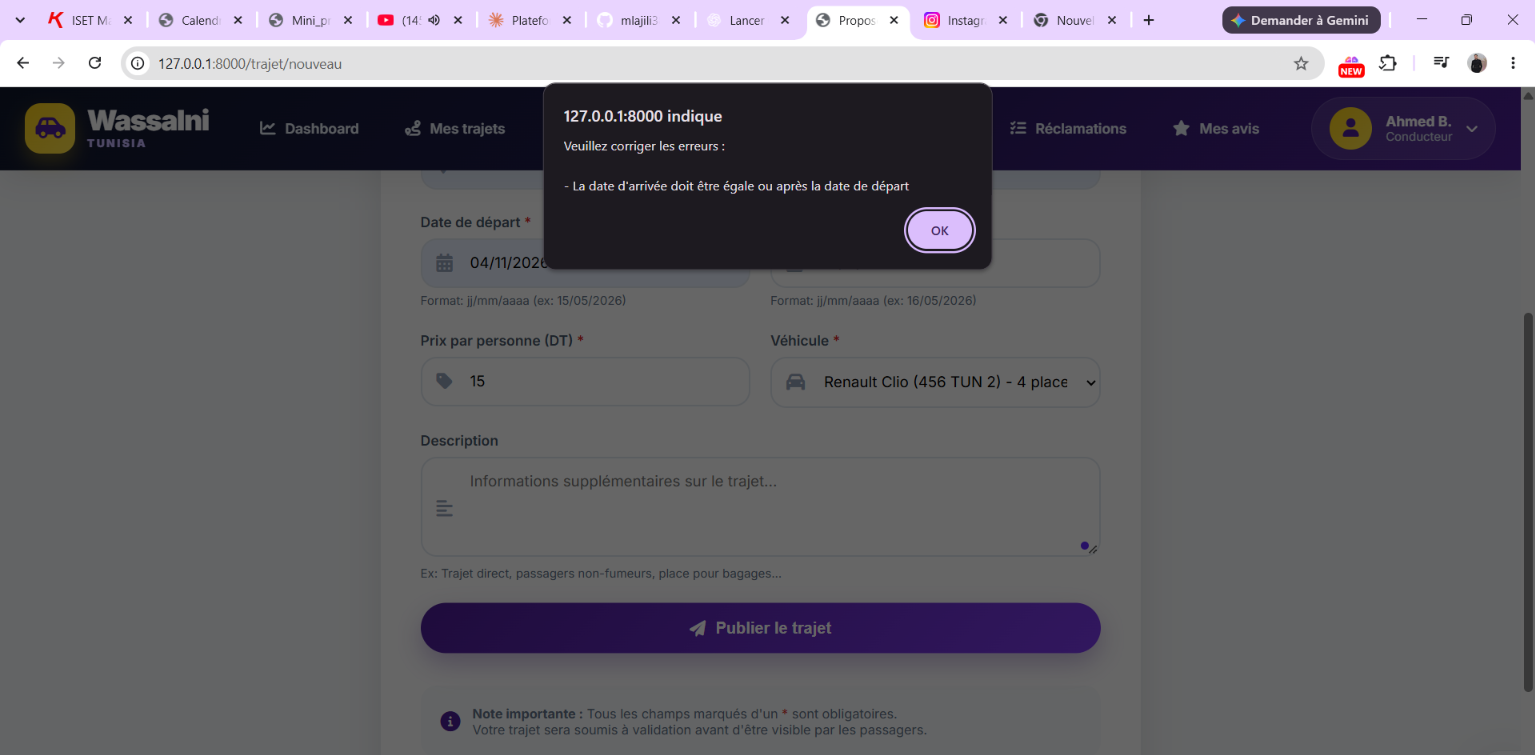 ISET M
Calend
Mini_pr
(14
Platefo
mlajili3
Lancer
Propos
Instagr
Nouvel
Demander à Gemini
127.0.0.1:8000/trajet/nouveau
NEW
Wassalni
TUNISIA
Dashboard
Mes trajets
Réclamations
Mes avis
Ahmed B.
Conducteur
127.0.0.1:8000 indique
Veuillez corriger les erreurs :
- La date d'arrivée doit être égale ou après la date de départ
OK
Date de départ *
04/11/2026
Format: jj/mm/aaaa (ex: 15/05/2026)
Format: jj/mm/aaaa (ex: 16/05/2026)
Prix par personne (DT) *
Véhicule *
15
Renault Clio (456 TUN 2) - 4 place
Description
Informations supplémentaires sur le trajet...
Ex: Trajet direct, passagers non-fumeurs, place pour bagages...
Publier le trajet
Note importante : Tous les champs marqués d'un * sont obligatoires.
Votre trajet sera soumis à validation avant d'être visible par les passagers.